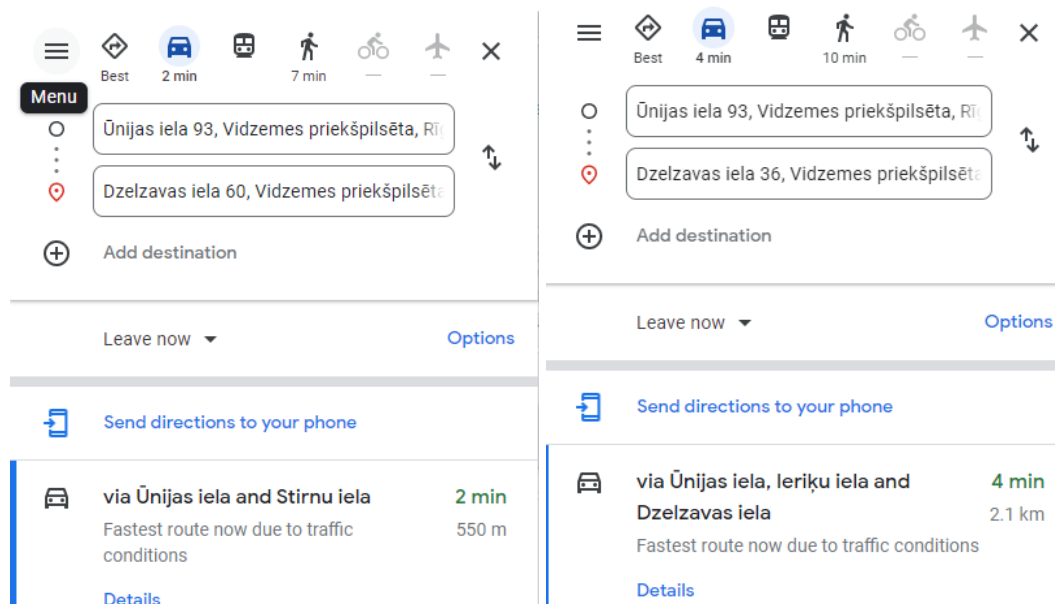 Best
2 min
7 min
—
—
Menu
Ūnijas iela 93, Vidzemes priekšpilsēta, Rīg
Dzelzavas iela 60, Vidzemes priekšpilsēta
Add destination
Leave now
Options
Send directions to your phone
via Ūnijas iela and Stirnu iela
2 min
Fastest route now due to traffic
550 m
conditions
Details
Best
4 min
10 min
—
—
Ūnijas iela 93, Vidzemes priekšpilsēta, Rīg
Dzelzavas iela 36, Vidzemes priekšpilsēta
Add destination
Leave now
Options
Send directions to your phone
via Ūnijas iela, Ieriķu iela and
4 min
Dzelzavas iela
2.1 km
Fastest route now due to traffic conditions
Details